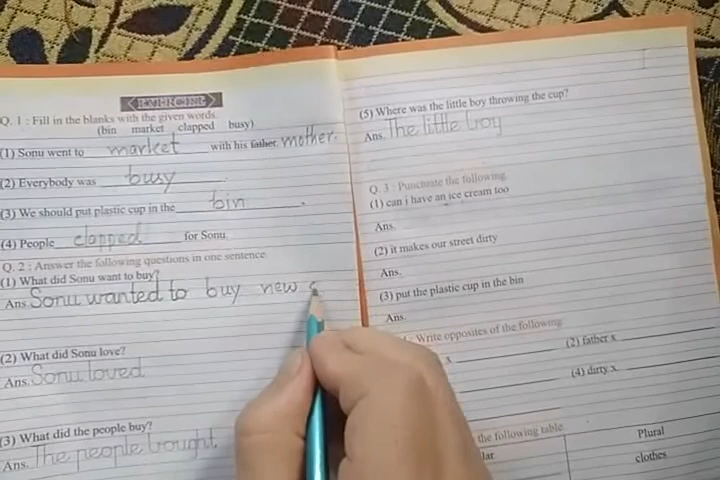 EXERCISE
Q. 1 : Fill in the blanks with the given words.
(bin market clapped busy)
(1) Sonu went to market with his father. mother.
(2) Everybody was busy.
(3) We should put plastic cup in the bin.
(4) People clapped for Sonu.
Q. 2 : Answer the following questions in one sentence
(1) What did Sonu want to buy?
Ans. Sonu wanted to buy new
(2) What did Sonu love?
Ans. Sonu loved
(3) What did the people buy?
Ans. The people bought
(5) Where was the little boy throwing the cup?
Ans. The little boy
Q. 3 : Punctuate the following.
(1) can i have an ice cream too
Ans.
(2) it makes our street dirty
Ans.
(3) put the plastic cup in the bin
Ans.
Write opposites of the following
x (2) father x
(4) dirty x
the following table.
lar Plural
clothes